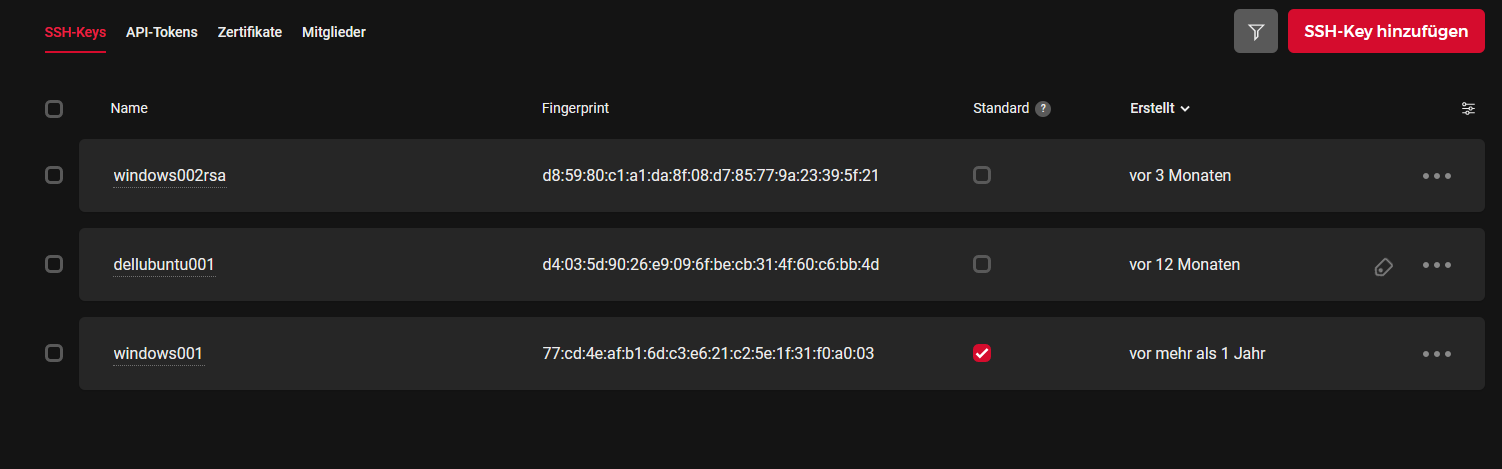 SSH-Keys API-Tokens Zertifikate Mitglieder SSH-Key hinzufügen
Name Fingerprint Standard ? Erstellt
windows002rsa d8:59:80:c1:a1:da:8f:08:d7:85:77:9a:23:39:5f:21 vor 3 Monaten
dellubuntu001 d4:03:5d:90:26:e9:09:6f:be:cb:31:4f:60:c6:bb:4d vor 12 Monaten
windows001 77:cd:4e:af:b1:6d:c3:e6:21:c2:5e:1f:31:f0:a0:03 vor mehr als 1 Jahr